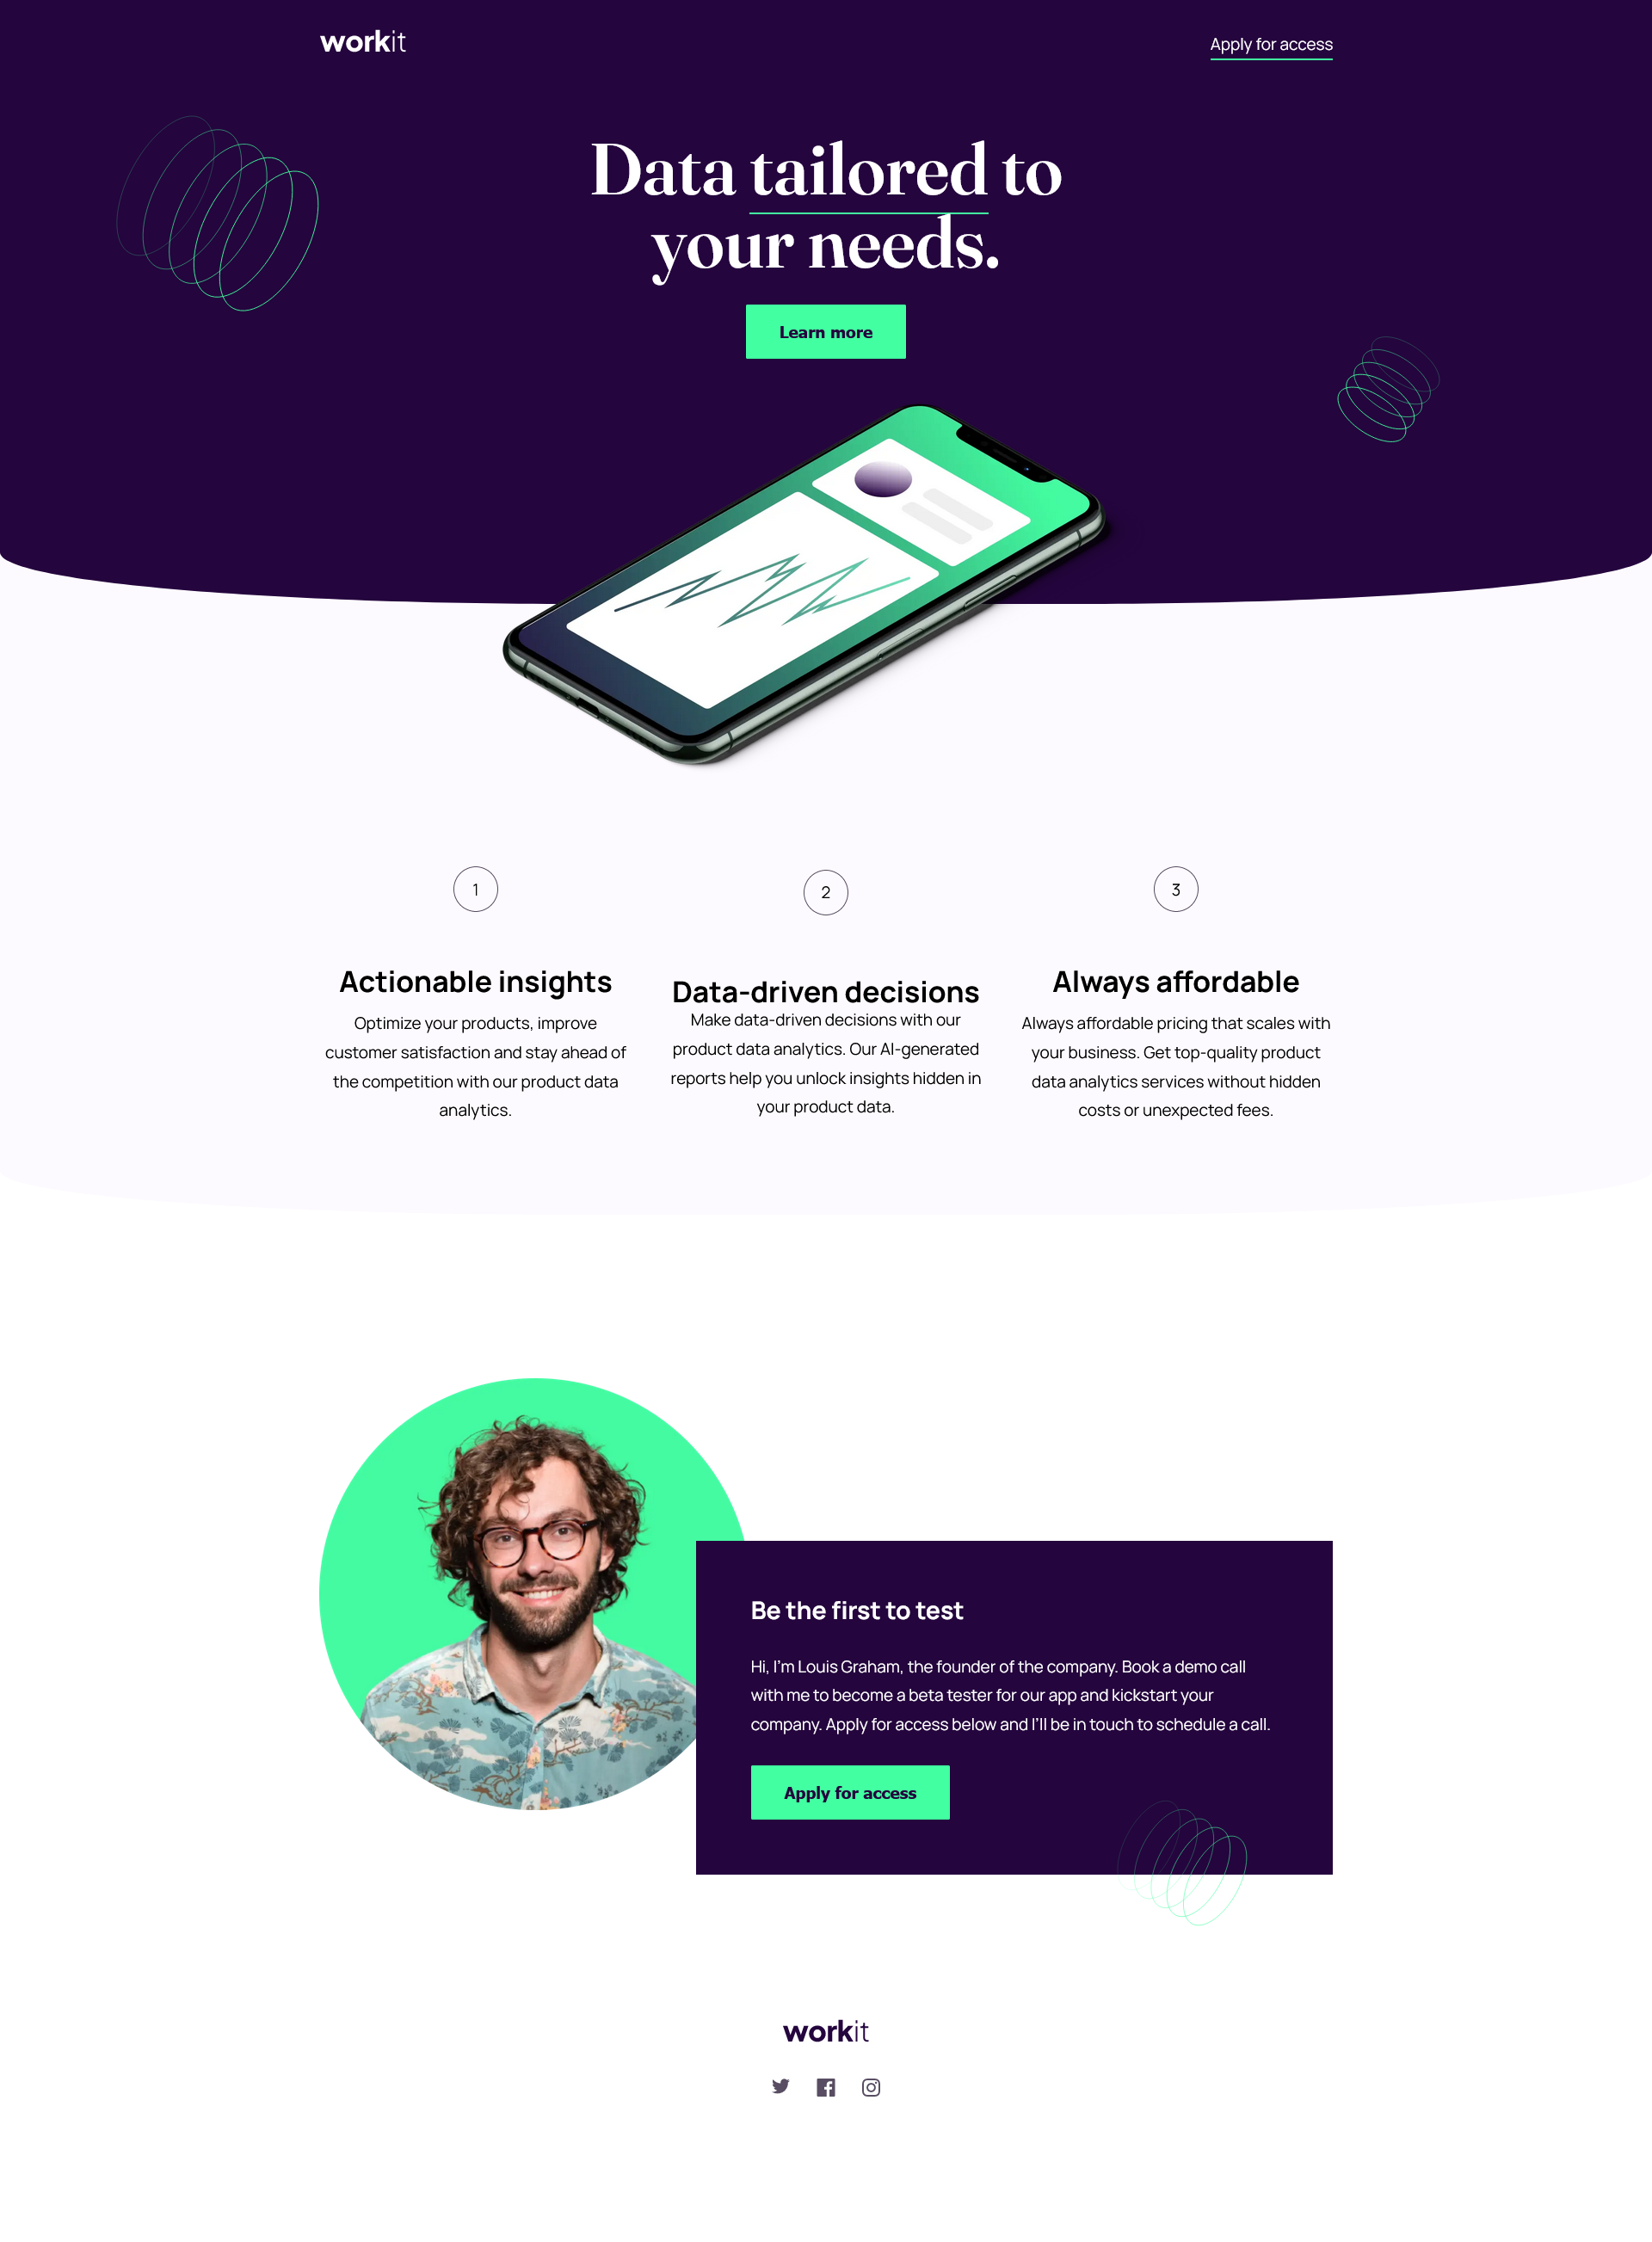 workit
Apply for access
Data tailored to
your needs.
Learn more
1
Actionable insights
Optimize your products, improve
customer satisfaction and stay ahead of
the competition with our product data
analytics.
2
Data-driven decisions
Make data-driven decisions with our
product data analytics. Our AI-generated
reports help you unlock insights hidden in
your product data.
3
Always affordable
Always affordable pricing that scales with
your business. Get top-quality product
data analytics services without hidden
costs or unexpected fees.
Be the first to test
Hi, I'm Louis Graham, the founder of the company. Book a demo call
with me to become a beta tester for our app and kickstart your
company. Apply for access below and I'll be in touch to schedule a call.
Apply for access
workit